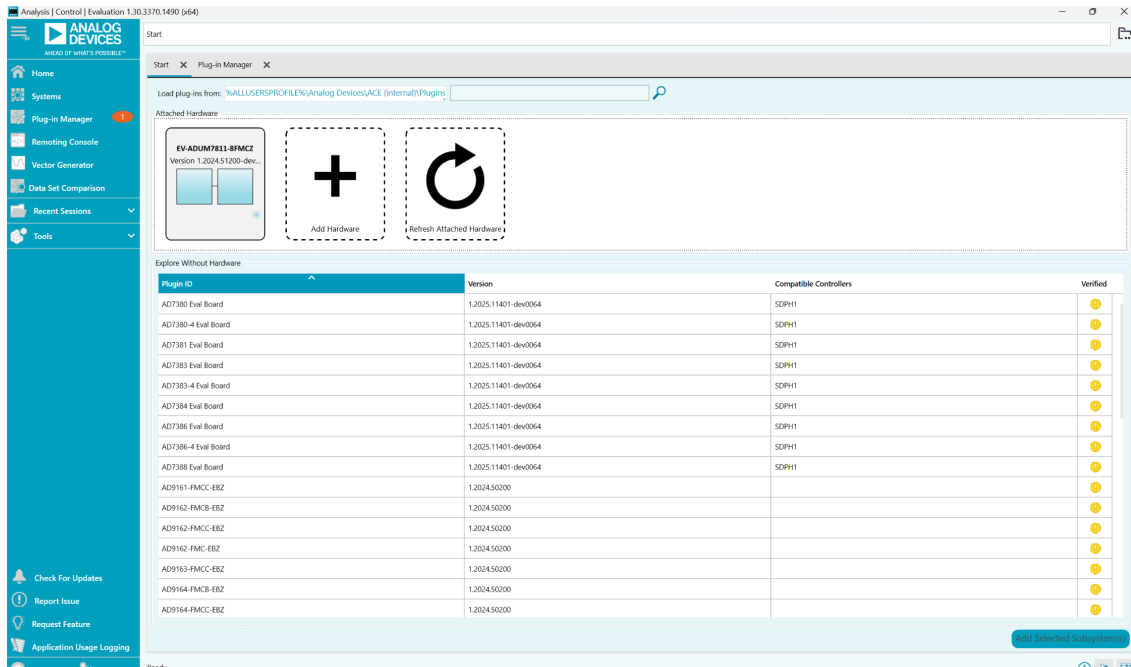 Analysis | Control | Evaluation 1.30.3370.1490 (x64)
ANALOG
DEVICES
AHEAD OF WHAT'S POSSIBLE™
Start
Home
Systems
Plug-in Manager 1
Remoting Console
Vector Generator
Data Set Comparison
Recent Sessions
Tools
Check For Updates
Report Issue
Request Feature
Application Usage Logging
Start Plug-in Manager
Load plug-ins from: %ALLUSERSPROFILE%\Analog Devices\ACE (internal)\Plugins
Attached Hardware
EV-ADUM7811-8FMCZ
Version 1.2024.51200-dev...
Add Hardware
Refresh Attached Hardware
Explore Without Hardware
Plugin ID Version Compatible Controllers Verified
AD7380 Eval Board 1.2025.11401-dev0064 SDPH1
AD7380-4 Eval Board 1.2025.11401-dev0064 SDPH1
AD7381 Eval Board 1.2025.11401-dev0064 SDPH1
AD7383 Eval Board 1.2025.11401-dev0064 SDPH1
AD7383-4 Eval Board 1.2025.11401-dev0064 SDPH1
AD7384 Eval Board 1.2025.11401-dev0064 SDPH1
AD7386 Eval Board 1.2025.11401-dev0064 SDPH1
AD7386-4 Eval Board 1.2025.11401-dev0064 SDPH1
AD7388 Eval Board 1.2025.11401-dev0064 SDPH1
AD9161-FMCC-EBZ 1.2024.50200
AD9162-FMCB-EBZ 1.2024.50200
AD9162-FMCC-EBZ 1.2024.50200
AD9162-FMC-EBZ 1.2024.50200
AD9163-FMCC-EBZ 1.2024.50200
AD9164-FMCB-EBZ 1.2024.50200
AD9164-FMCC-EBZ 1.2024.50200
Add Selected Subsystem(s)